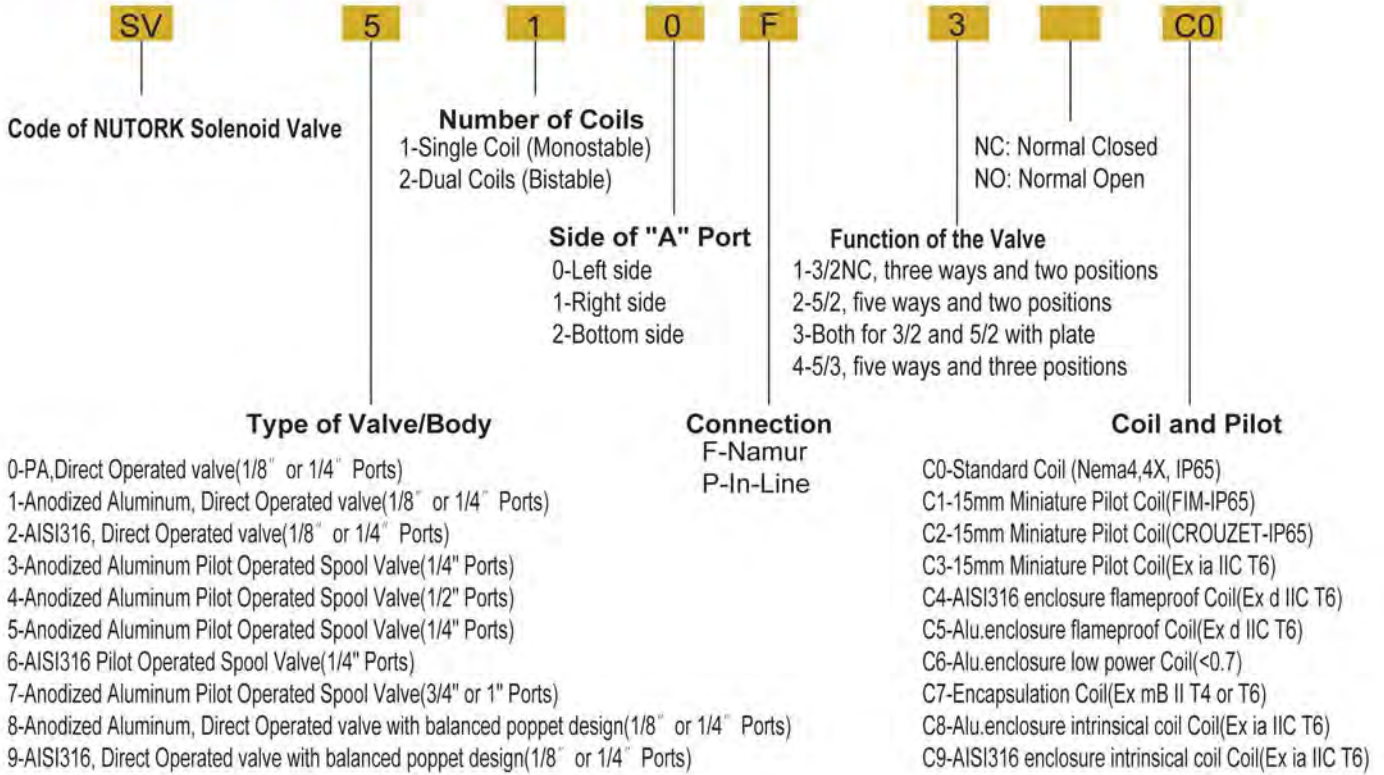 SV 5 1 0 F 3 C0
Code of NUTORK Solenoid Valve
Number of Coils
1-Single Coil (Monostable)
2-Dual Coils (Bistable)
NC: Normal Closed
NO: Normal Open
Side of "A" Port
0-Left side
1-Right side
2-Bottom side
Function of the Valve
1-3/2NC, three ways and two positions
2-5/2, five ways and two positions
3-Both for 3/2 and 5/2 with plate
4-5/3, five ways and three positions
Type of Valve/Body
0-PA,Direct Operated valve(1/8″ or 1/4″ Ports)
1-Anodized Aluminum, Direct Operated valve(1/8″ or 1/4″ Ports)
2-AISI316, Direct Operated valve(1/8″ or 1/4″ Ports)
3-Anodized Aluminum Pilot Operated Spool Valve(1/4" Ports)
4-Anodized Aluminum Pilot Operated Spool Valve(1/2" Ports)
5-Anodized Aluminum Pilot Operated Spool Valve(1/4" Ports)
6-AISI316 Pilot Operated Spool Valve(1/4" Ports)
7-Anodized Aluminum Pilot Operated Spool Valve(3/4" or 1" Ports)
8-Anodized Aluminum, Direct Operated valve with balanced poppet design(1/8″ or 1/4″ Ports)
9-AISI316, Direct Operated valve with balanced poppet design(1/8″ or 1/4″ Ports)
Connection
F-Namur
P-In-Line
Coil and Pilot
C0-Standard Coil (Nema4,4X, IP65)
C1-15mm Miniature Pilot Coil(FIM-IP65)
C2-15mm Miniature Pilot Coil(CROUZET-IP65)
C3-15mm Miniature Pilot Coil(Ex ia IIC T6)
C4-AISI316 enclosure flameproof Coil(Ex d IIC T6)
C5-Alu.enclosure flameproof Coil(Ex d IIC T6)
C6-Alu.enclosure low power Coil(<0.7)
C7-Encapsulation Coil(Ex mB II T4 or T6)
C8-Alu.enclosure intrinsical coil Coil(Ex ia IIC T6)
C9-AISI316 enclosure intrinsical coil Coil(Ex ia IIC T6)